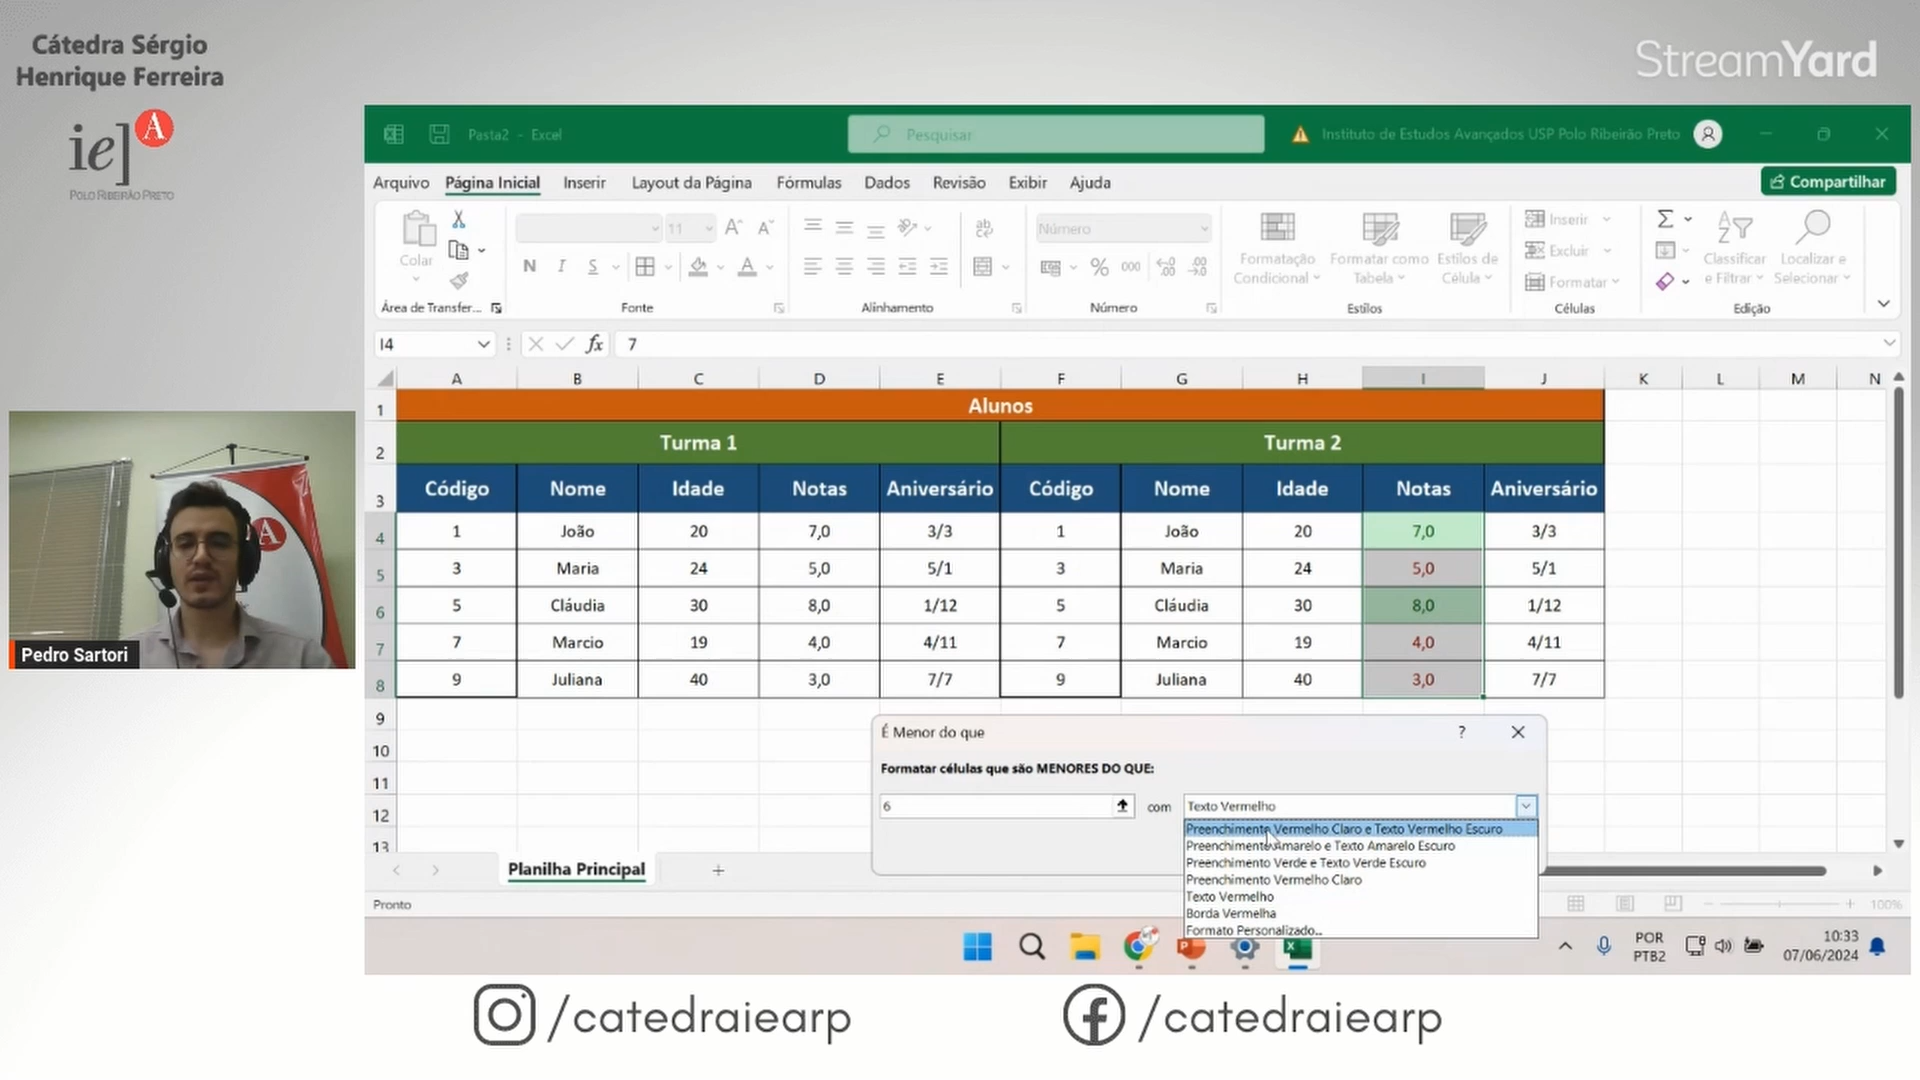 Cátedra Sérgio
Henrique Ferreira
ie] A
POLO RIBEIRÃO PRETO
StreamYard
Pasta2 - Excel
Pesquisar
Instituto de Estudos Avançados USP Polo Ribeirão Preto
Arquivo Página Inicial Inserir Layout da Página Fórmulas Dados Revisão Exibir Ajuda
Compartilhar
Colar
11
Número
N I S
Formatação Condicional
Formatar como Tabela
Estilos de Célula
Inserir
Excluir
Formatar
Classificar e Filtrar
Localizar e Selecionar
Área de Transfer... Fonte Alinhamento Número Estilos Células Edição
I4 fx 7
A B C D E F G H I J K L M N
1 Alunos
2 Turma 1 Turma 2
3 Código Nome Idade Notas Aniversário Código Nome Idade Notas Aniversário
4 1 João 20 7,0 3/3 1 João 20 7,0 3/3
5 3 Maria 24 5,0 5/1 3 Maria 24 5,0 5/1
6 5 Cláudia 30 8,0 1/12 5 Cláudia 30 8,0 1/12
7 7 Marcio 19 4,0 4/11 7 Marcio 19 4,0 4/11
8 9 Juliana 40 3,0 7/7 9 Juliana 40 3,0 7/7
9
10
11
12
13
É Menor do que ?
Formatar células que são MENORES DO QUE:
6 com Texto Vermelho
Preenchimento Vermelho Claro e Texto Vermelho Escuro
Preenchimento Amarelo e Texto Amarelo Escuro
Preenchimento Verde e Texto Verde Escuro
Preenchimento Vermelho Claro
Texto Vermelho
Borda Vermelha
Formato Personalizado...
Planilha Principal
Pronto
100%
POR
PTB2
10:33
07/06/2024
Pedro Sartori
/catedraiearp
/catedraiearp